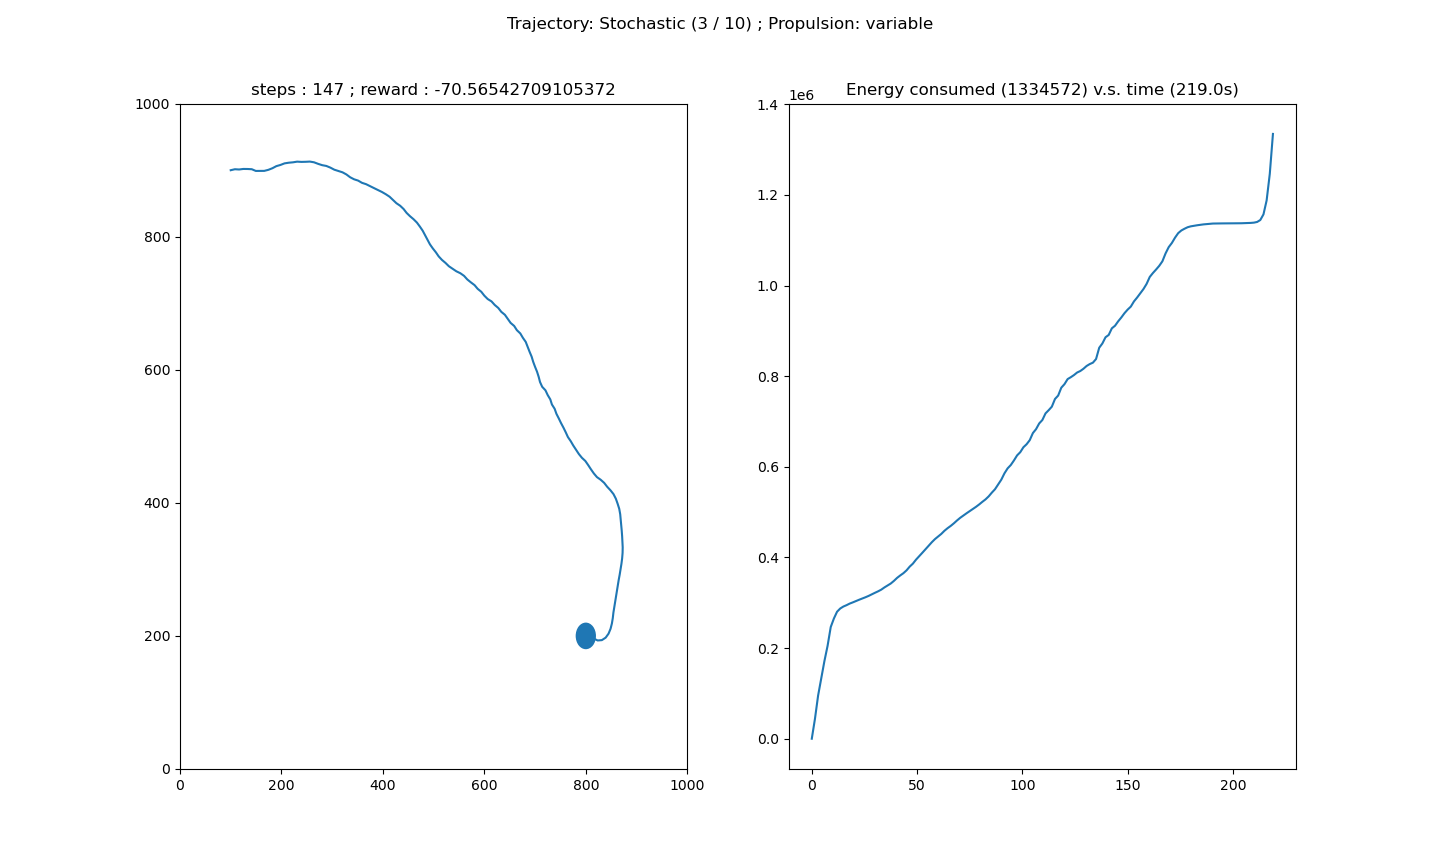 Trajectory: Stochastic (3 / 10) ; Propulsion: variable
steps : 147 ; reward : -70.56542709105372
1000
800
600
400
200
0
0 200 400 600 800 1000
Energy consumed (1334572) v.s. time (219.0s)
1e6
1.4
1.2
1.0
0.8
0.6
0.4
0.2
0.0
0 50 100 150 200